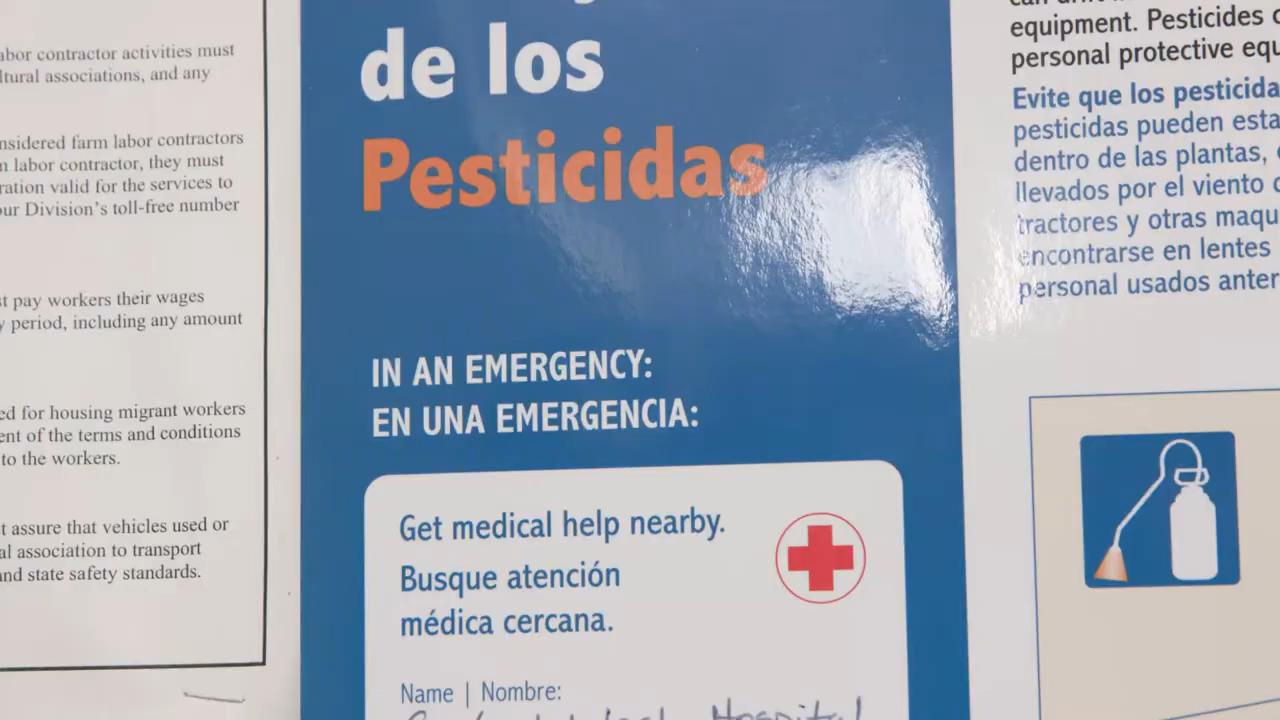 abor contractor activities must
ltural associations, and any
nsidered farm labor contractors
n labor contractor, they must
ration valid for the services to
our Division's toll-free number
st pay workers their wages
y period, including any amount
ed for housing migrant workers
ent of the terms and conditions
to the workers.
t assure that vehicles used or
al association to transport
and state safety standards.
de los
Pesticidas
IN AN EMERGENCY:
EN UNA EMERGENCIA:
Get medical help nearby.
Busque atención
médica cercana.
Name | Nombre:
Hospital
equipment. Pesticides
personal protective equ
Evite que los pesticida
pesticidas pueden esta
dentro de las plantas,
llevados por el viento
tractores y otras maqu
encontrarse en lentes
personal usados anter